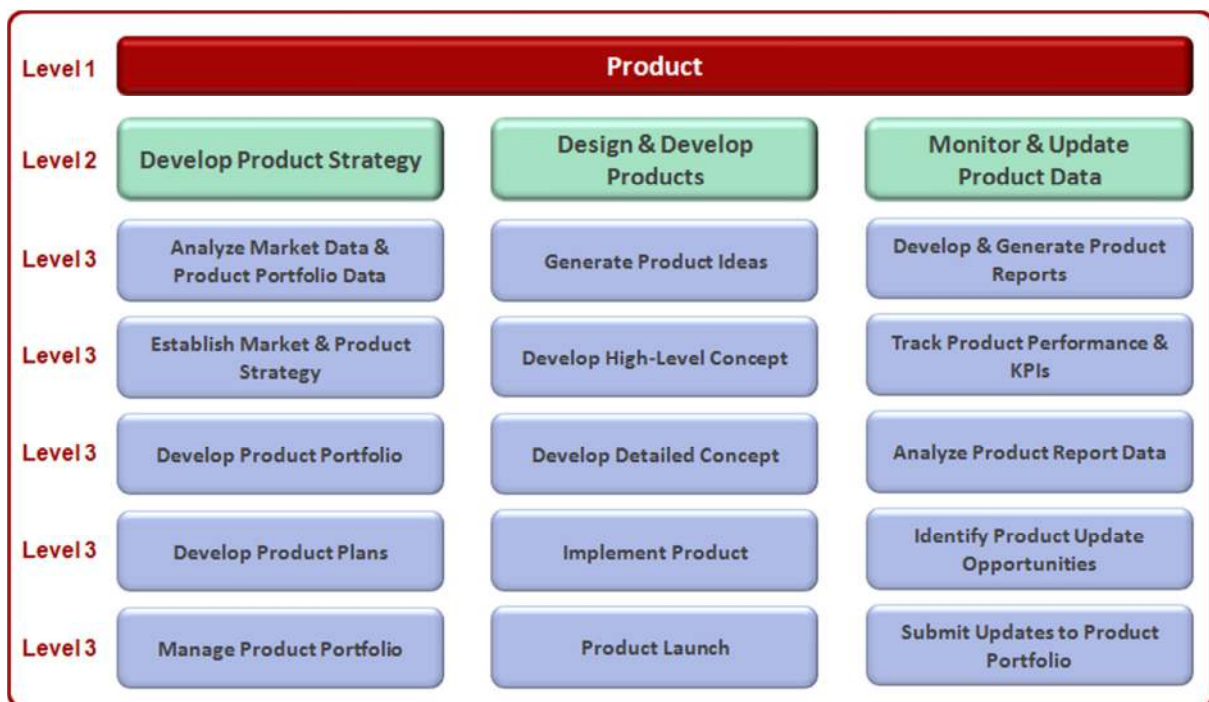 Level 1
Product
Level 2
Develop Product Strategy
Design & Develop
Products
Monitor & Update
Product Data
Level 3
Analyze Market Data &
Product Portfolio Data
Generate Product Ideas
Develop & Generate Product
Reports
Level 3
Establish Market & Product
Strategy
Develop High-Level Concept
Track Product Performance &
KPIs
Level 3
Develop Product Portfolio
Develop Detailed Concept
Analyze Product Report Data
Level 3
Develop Product Plans
Implement Product
Identify Product Update
Opportunities
Level 3
Manage Product Portfolio
Product Launch
Submit Updates to Product
Portfolio